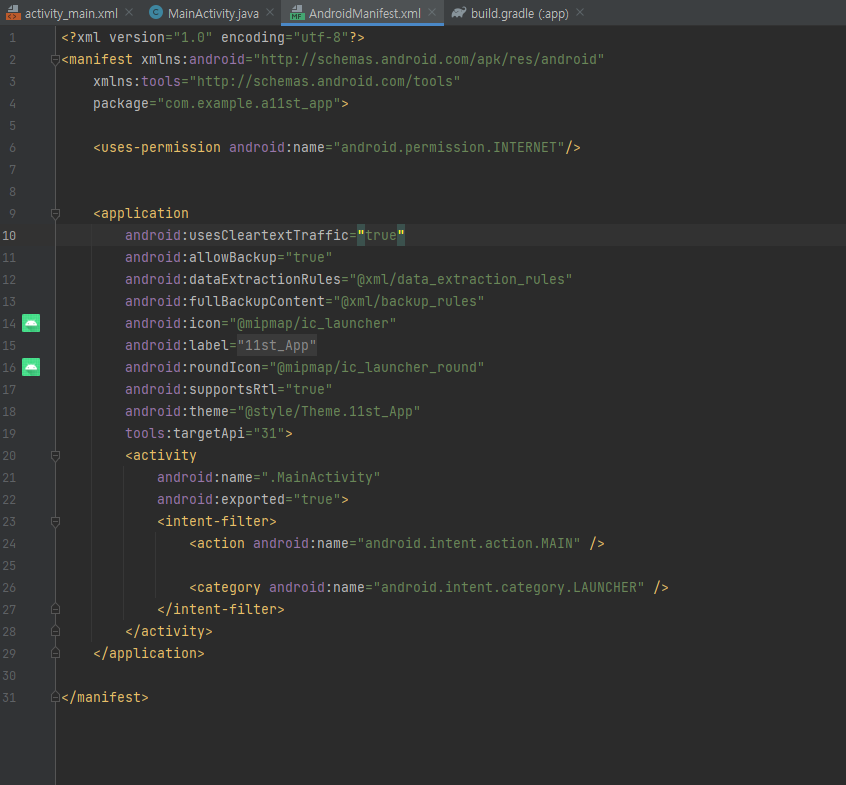 activity_main.xml MainActivity.java AndroidManifest.xml build.gradle (:app)
1 <?xml version="1.0" encoding="utf-8"?>
2 <manifest xmlns:android="http://schemas.android.com/apk/res/android"
3 xmlns:tools="http://schemas.android.com/tools"
4 package="com.example.a11st_app">
5
6 <uses-permission android:name="android.permission.INTERNET"/>
7
8
9 <application
10 android:usesCleartextTraffic="true"
11 android:allowBackup="true"
12 android:dataExtractionRules="@xml/data_extraction_rules"
13 android:fullBackupContent="@xml/backup_rules"
14 android:icon="@mipmap/ic_launcher"
15 android:label="11st_App"
16 android:roundIcon="@mipmap/ic_launcher_round"
17 android:supportsRtl="true"
18 android:theme="@style/Theme.11st_App"
19 tools:targetApi="31">
20 <activity
21 android:name=".MainActivity"
22 android:exported="true">
23 <intent-filter>
24 <action android:name="android.intent.action.MAIN" />
25
26 <category android:name="android.intent.category.LAUNCHER" />
27 </intent-filter>
28 </activity>
29 </application>
30
31 </manifest>